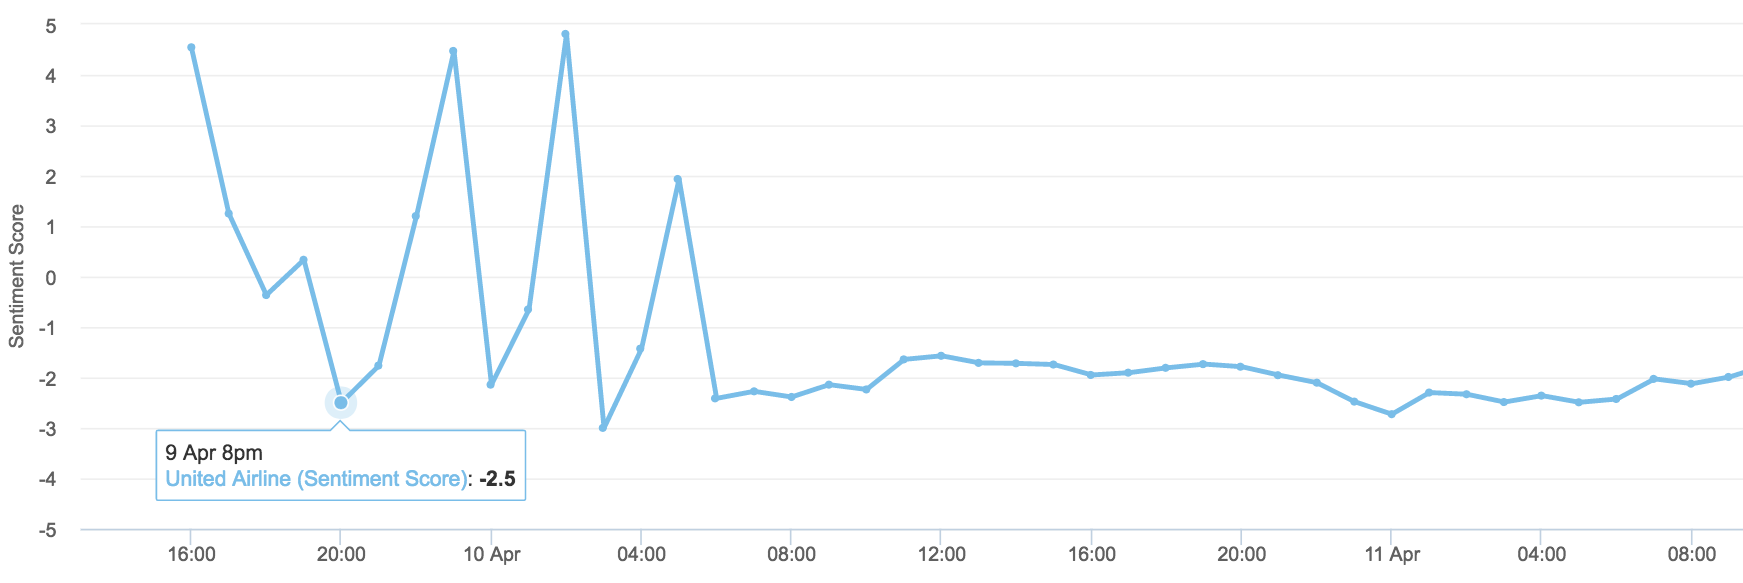 5
4
3
2
1
0
-1
-2
-3
-4
-5
Sentiment Score
9 Apr 8pm
United Airline (Sentiment Score): -2.5
16:00 20:00 10 Apr 04:00 08:00 12:00 16:00 20:00 11 Apr 04:00 08:00